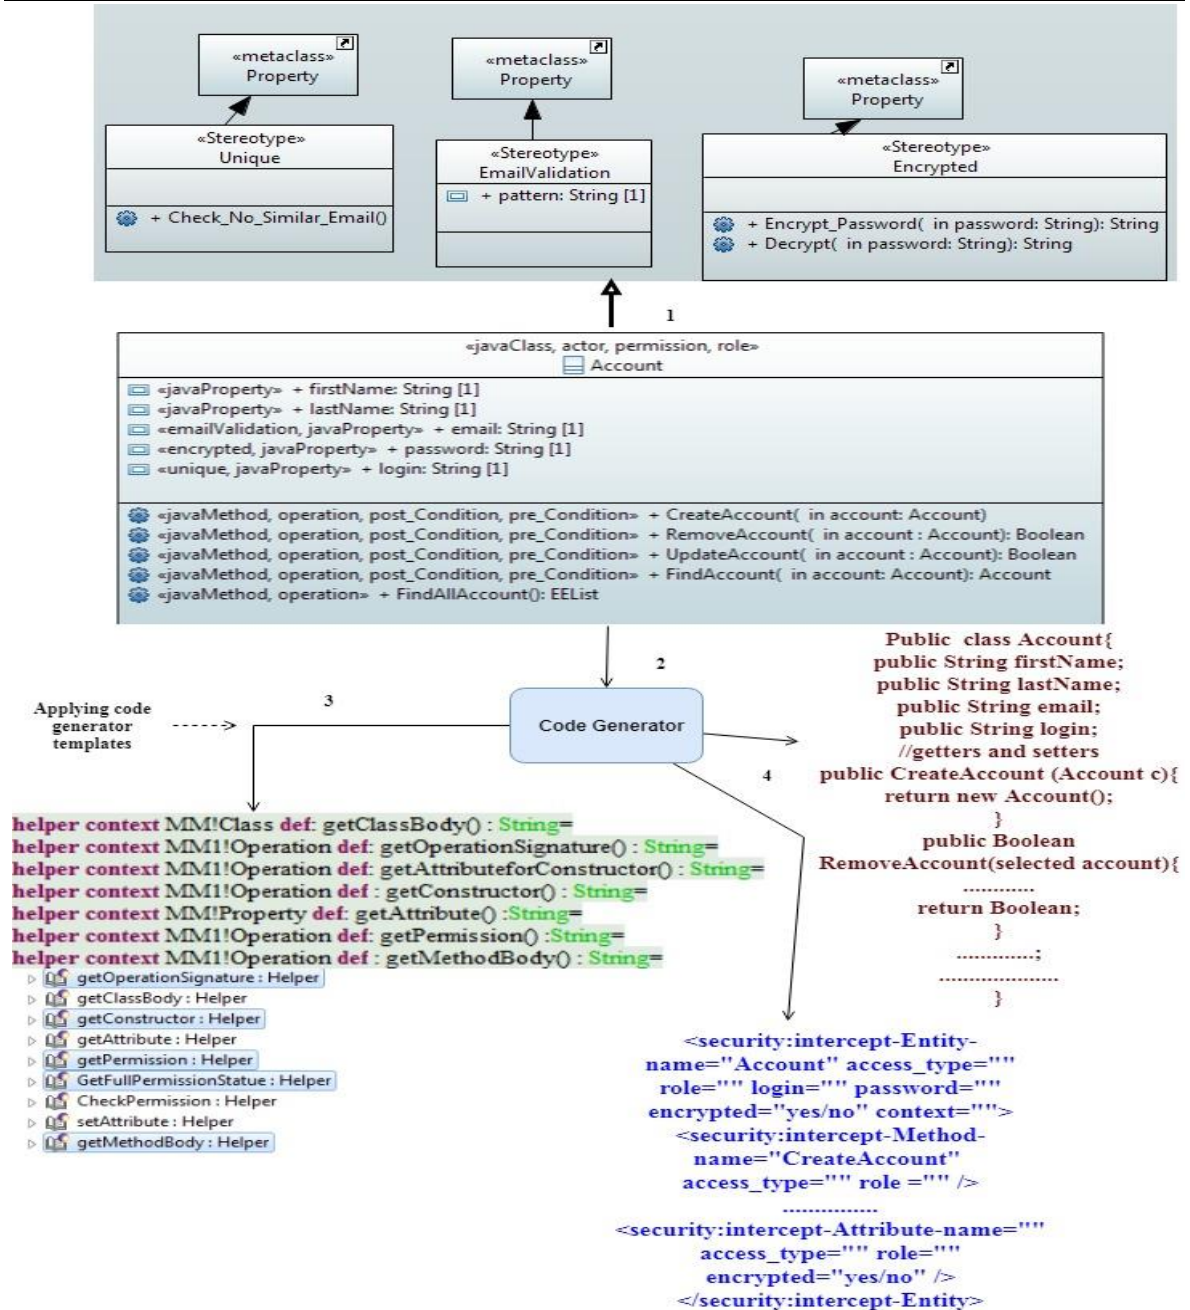 «metaclass»
Property
«metaclass»
Property
«metaclass»
Property
«Stereotype»
Unique
+ Check_No_Similar_Email()
«Stereotype»
EmailValidation
+ pattern: String [1]
«Stereotype»
Encrypted
+ Encrypt_Password( in password: String): String
+ Decrypt( in password: String): String
1
«javaClass, actor, permission, role»
Account
«javaProperty» + firstName: String [1]
«javaProperty» + lastName: String [1]
«emailValidation, javaProperty» + email: String [1]
«encrypted, javaProperty» + password: String [1]
«unique, javaProperty» + login: String [1]
«javaMethod, operation, post_Condition, pre_Condition» + CreateAccount( in account: Account)
«javaMethod, operation, post_Condition, pre_Condition» + RemoveAccount( in account : Account): Boolean
«javaMethod, operation, post_Condition, pre_Condition» + UpdateAccount( in account : Account): Boolean
«javaMethod, operation, post_Condition, pre_Condition» + FindAccount( in account: Account): Account
«javaMethod, operation» + FindAllAccount(): EEList
2
3
Applying code
generator
templates
Code Generator
4
Public class Account{
public String firstName;
public String lastName;
public String email;
public String login;
//getters and setters
public CreateAccount (Account c){
return new Account();
}
public Boolean
RemoveAccount(selected account){
............
return Boolean;
}
.............;
....................
}
helper context MM!Class def: getClassBody() : String=
helper context MM1!Operation def: getOperationSignature() : String=
helper context MM1!Operation def: getAttributeforConstructor() : String=
helper context MM1!Operation def : getConstructor() : String=
helper context MM!Property def: getAttribute() :String=
helper context MM1!Operation def: getPermission() :String=
helper context MM1!Operation def : getMethodBody() : String=
getOperationSignature : Helper
getClassBody : Helper
getConstructor : Helper
getAttribute : Helper
getPermission : Helper
GetFullPermissionStatue : Helper
CheckPermission : Helper
setAttribute : Helper
getMethodBody : Helper
<security:intercept-Entity-
name="Account" access_type=""
role="" login="" password=""
encrypted="yes/no" context="">
<security:intercept-Method-
name="CreateAccount"
access_type="" role ="" />
................
<security:intercept-Attribute-name=""
access_type="" role=""
encrypted="yes/no" />
</security:intercept-Entity>